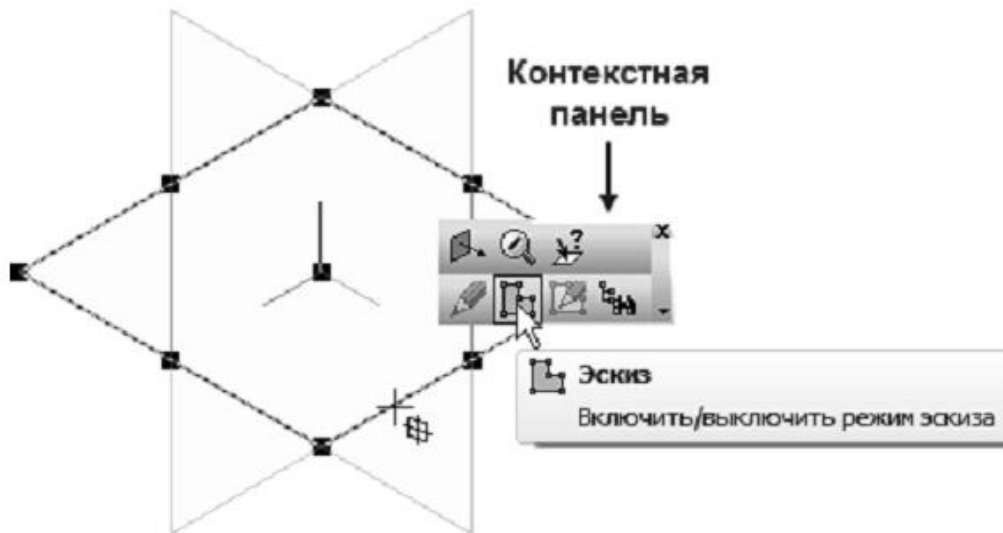 Контекстная
панель
Эскиз
Включить/выключить режим эскиза